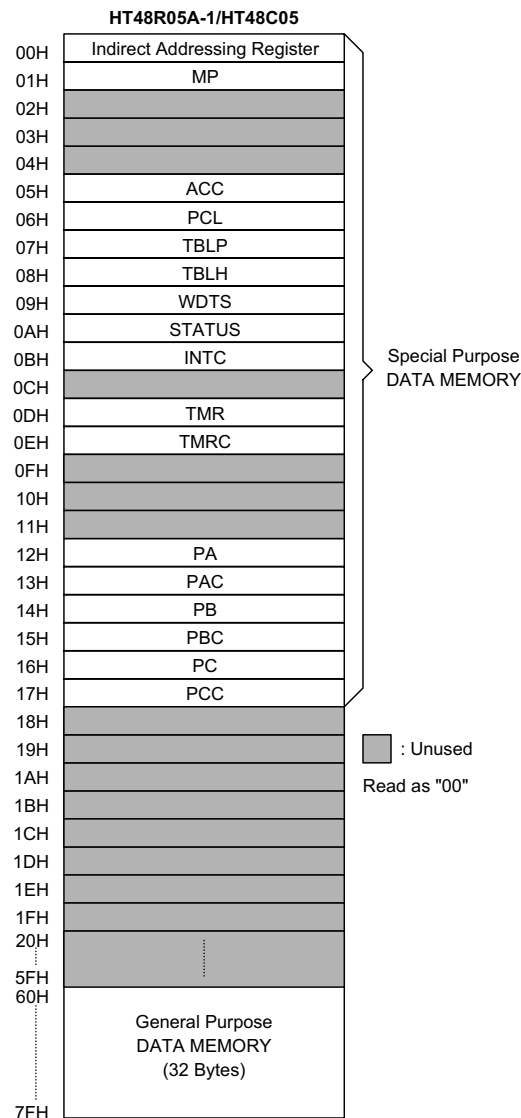 HT48R05A-1/HT48C05
00H Indirect Addressing Register
01H MP
02H
03H
04H
05H ACC
06H PCL
07H TBLP
08H TBLH
09H WDTS
0AH STATUS
0BH INTC
Special Purpose
DATA MEMORY
0CH
0DH TMR
0EH TMRC
0FH
10H
11H
12H PA
13H PAC
14H PB
15H PBC
16H PC
17H PCC
18H
19H : Unused
1AH Read as "00"
1BH
1CH
1DH
1EH
1FH
20H
5FH
60H
General Purpose
DATA MEMORY
(32 Bytes)
7FH